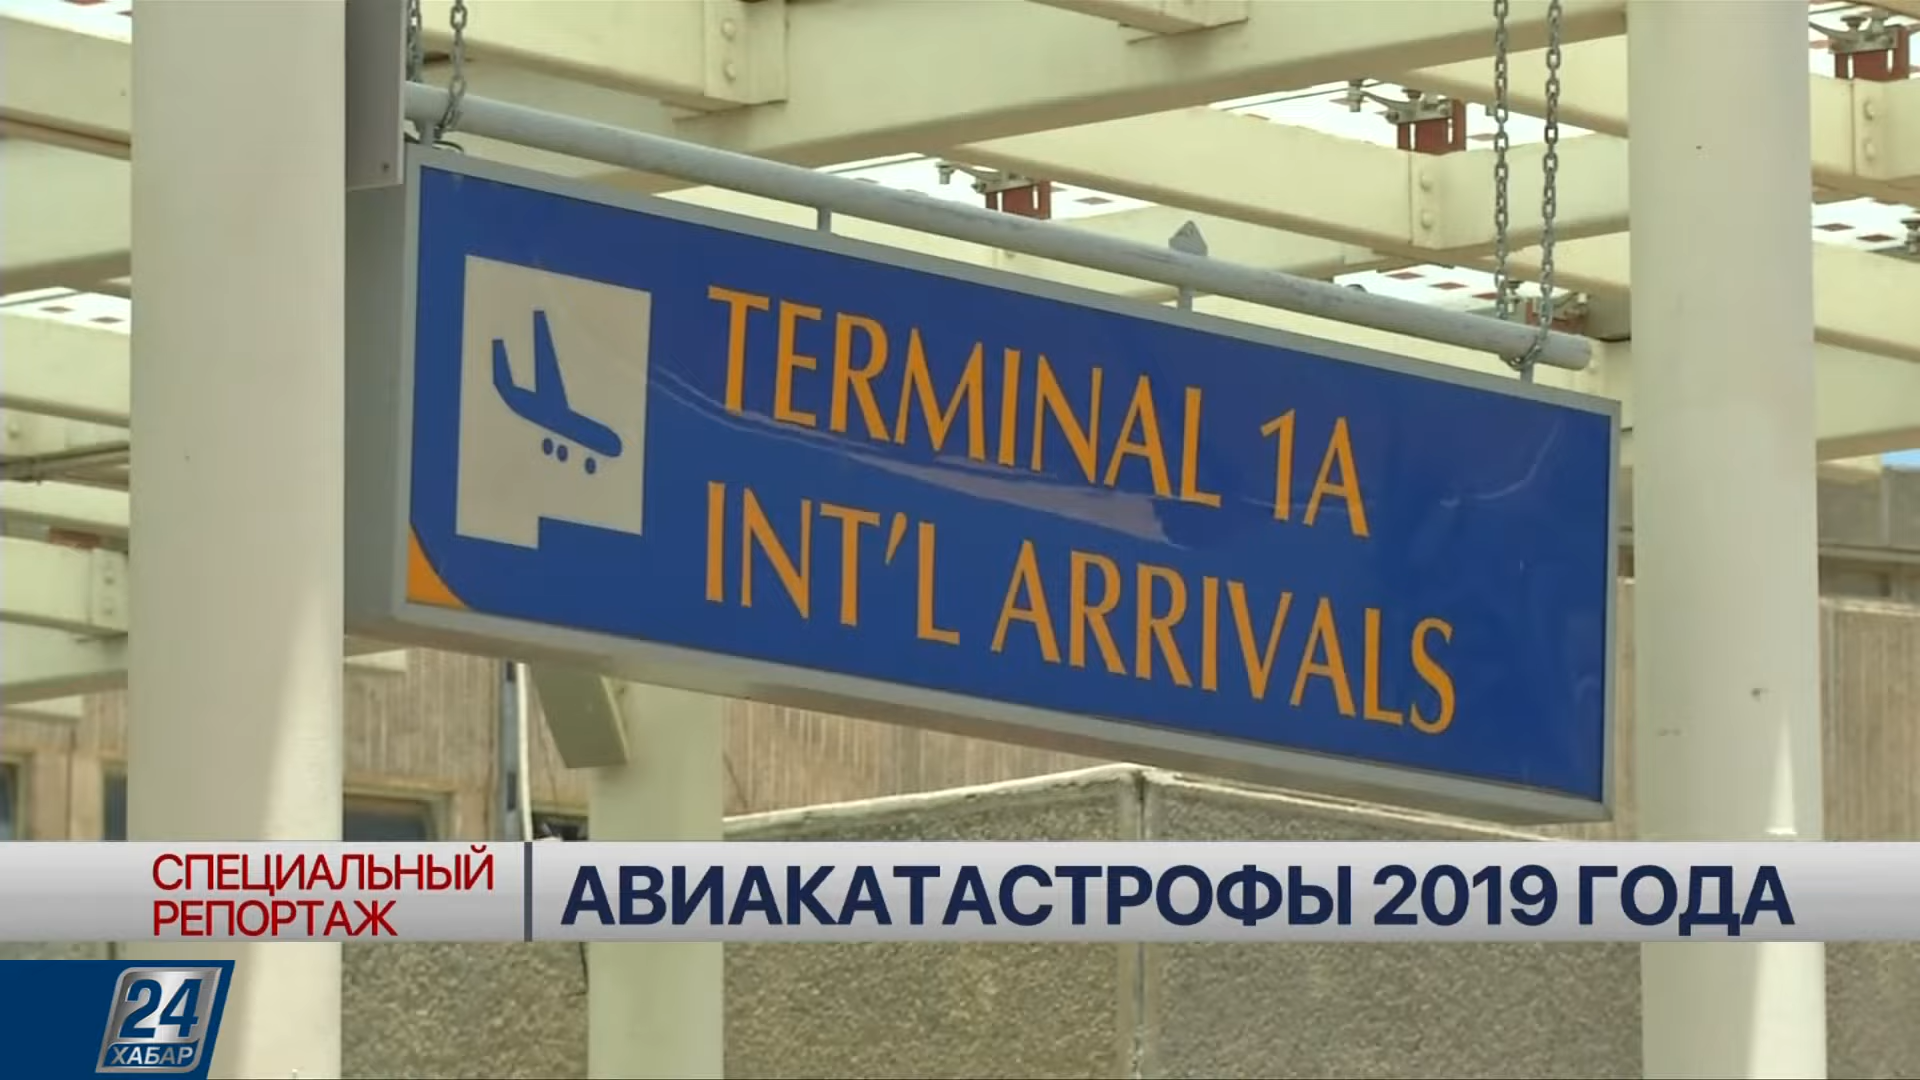 TERMINAL 1A
INT'L ARRIVALS
СПЕЦИАЛЬНЫЙ
РЕПОРТАЖ
АВИАКАТАСТРОФЫ 2019 ГОДА
24
ХАБАР